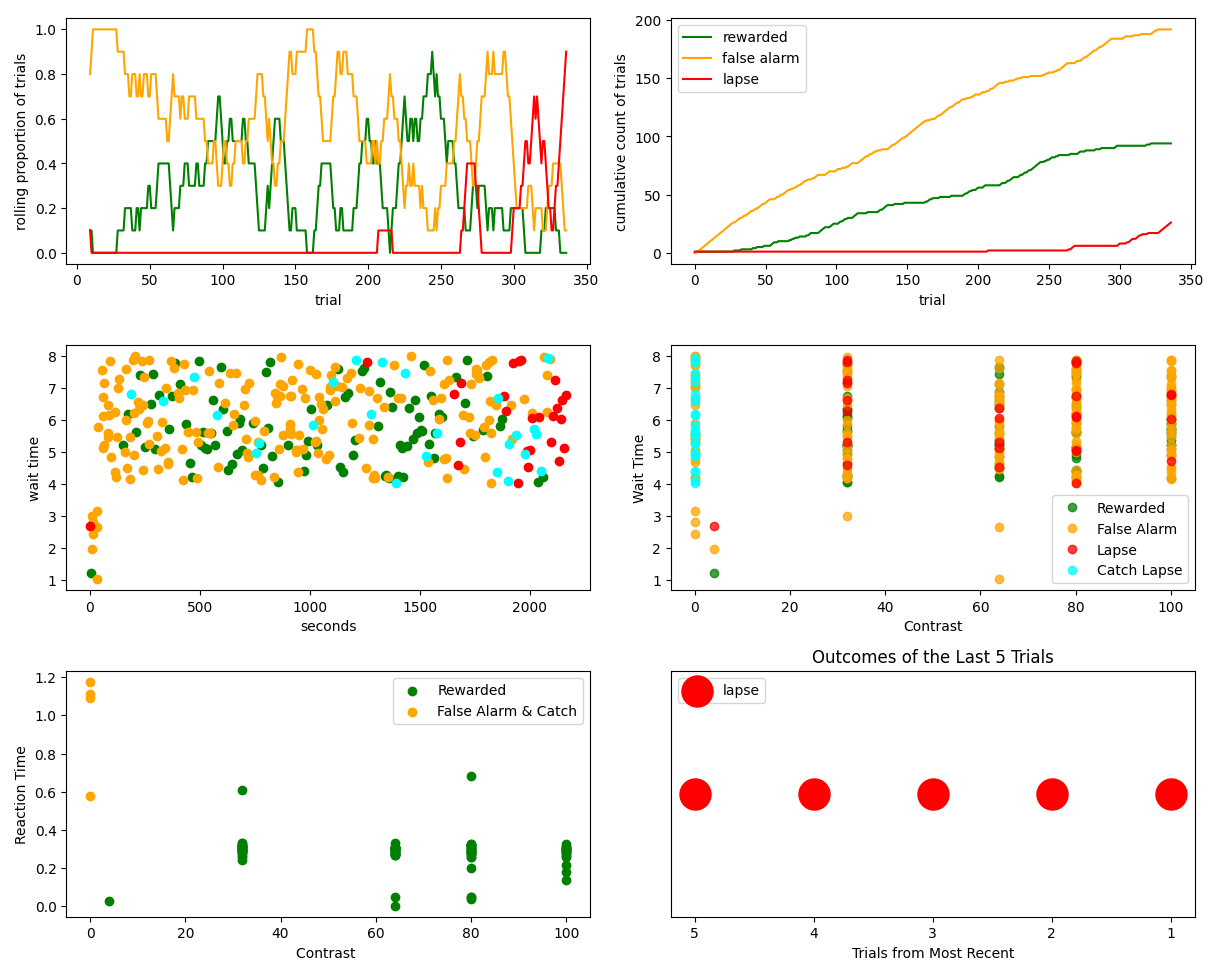 rolling proportion of trials
1.0
0.8
0.6
0.4
0.2
0.0
0 50 100 150 200 250 300 350
trial
cumulative count of trials
200
150
100
50
0
rewarded
false alarm
lapse
0 50 100 150 200 250 300 350
trial
wait time
8
7
6
5
4
3
2
1
0 500 1000 1500 2000
seconds
Wait Time
8
7
6
5
4
3
2
1
Rewarded
False Alarm
Lapse
Catch Lapse
0 20 40 60 80 100
Contrast
Reaction Time
1.2
1.0
0.8
0.6
0.4
0.2
0.0
Rewarded
False Alarm & Catch
0 20 40 60 80 100
Contrast
Outcomes of the Last 5 Trials
lapse
5 4 3 2 1
Trials from Most Recent